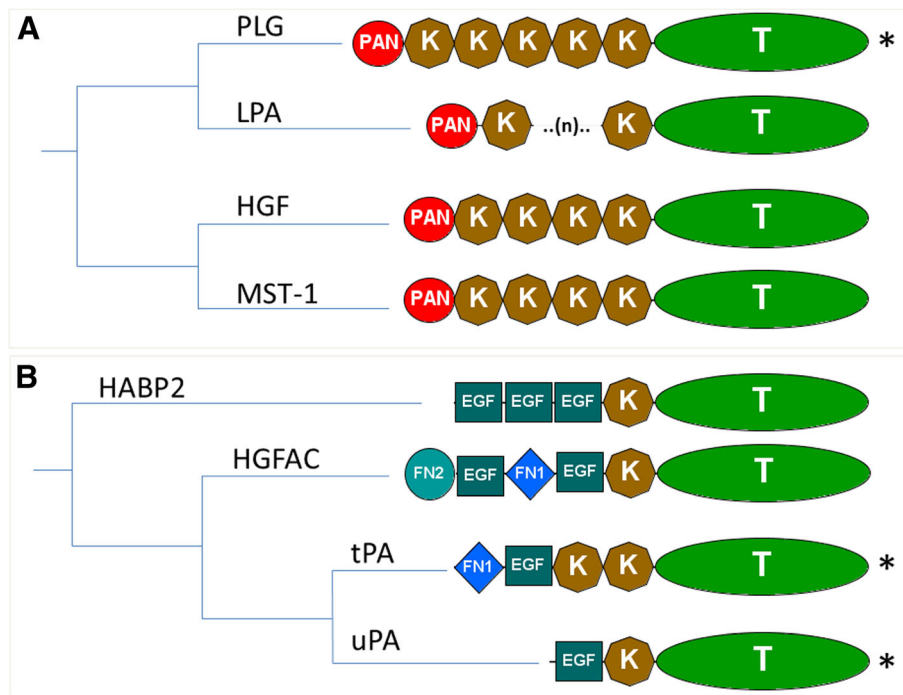 A
PLG PAN K K K K K T *
LPA PAN K ..(n).. K T
HGF PAN K K K K T
MST-1 PAN K K K K T
B
HABP2 EGF EGF EGF K T
HGFAC FN2 EGF FN1 EGF K T
tPA FN1 EGF K K T *
uPA EGF K T *